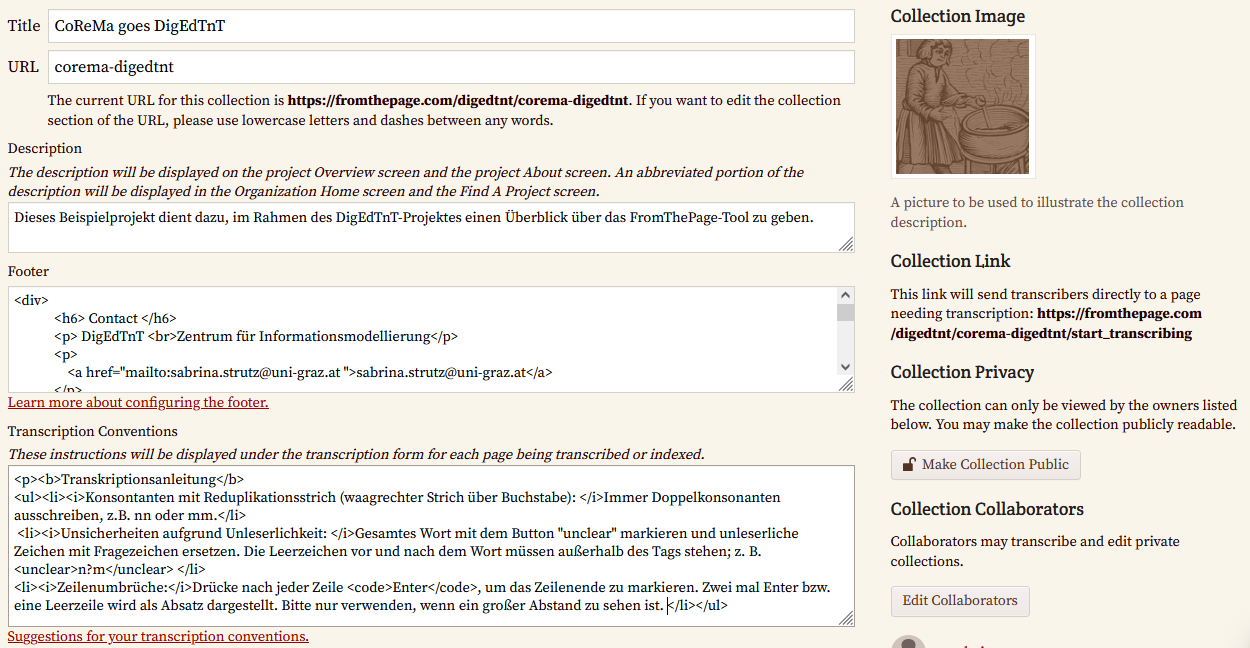 Title CoReMa goes DigEdTnT
URL corema-digedtnt
The current URL for this collection is https://fromthepage.com/digedtnt/corema-digedtnt. If you want to edit the collection
section of the URL, please use lowercase letters and dashes between any words.
Description
The description will be displayed on the project Overview screen and the project About screen. An abbreviated portion of the
description will be displayed in the Organization Home screen and the Find A Project screen.
Dieses Beispielprojekt dient dazu, im Rahmen des DigEdTnT-Projektes einen Überblick über das FromThePage-Tool zu geben.
Footer
<div>
<h6> Contact </h6>
<p> DigEdTnT <br>Zentrum für Informationsmodellierung</p>
<p>
<a href="mailto:sabrina.strutz@uni-graz.at ">sabrina.strutz@uni-graz.at</a>
</p>
Learn more about configuring the footer.
Transcription Conventions
These instructions will be displayed under the transcription form for each page being transcribed or indexed.
<p><b>Transkriptionsanleitung</b>
<ul><li><i>Konsontanten mit Reduplikationsstrich (waagrechter Strich über Buchstabe): </i>Immer Doppelkonsonanten
ausschreiben, z.B. nn oder mm.</li>
<li><i>Unsicherheiten aufgrund Unleserlichkeit: </i>Gesamtes Wort mit dem Button "unclear" markieren und unleserliche
Zeichen mit Fragezeichen ersetzen. Die Leerzeichen vor und nach dem Wort müssen außerhalb des Tags stehen; z. B.
<unclear>n?m</unclear> </li>
<li><i>Zeilenumbrüche:</i>Drücke nach jeder Zeile <code>Enter</code>, um das Zeilenende zu markieren. Zwei mal Enter bzw.
eine Leerzeile wird als Absatz dargestellt. Bitte nur verwenden, wenn ein großer Abstand zu sehen ist. </li></ul>
Suggestions for your transcription conventions.
Collection Image
A picture to be used to illustrate the collection
description.
Collection Link
This link will send transcribers directly to a page
needing transcription: https://fromthepage.com
/digedtnt/corema-digedtnt/start_transcribing
Collection Privacy
The collection can only be viewed by the owners listed
below. You may make the collection publicly readable.
Make Collection Public
Collection Collaborators
Collaborators may transcribe and edit private
collections.
Edit Collaborators